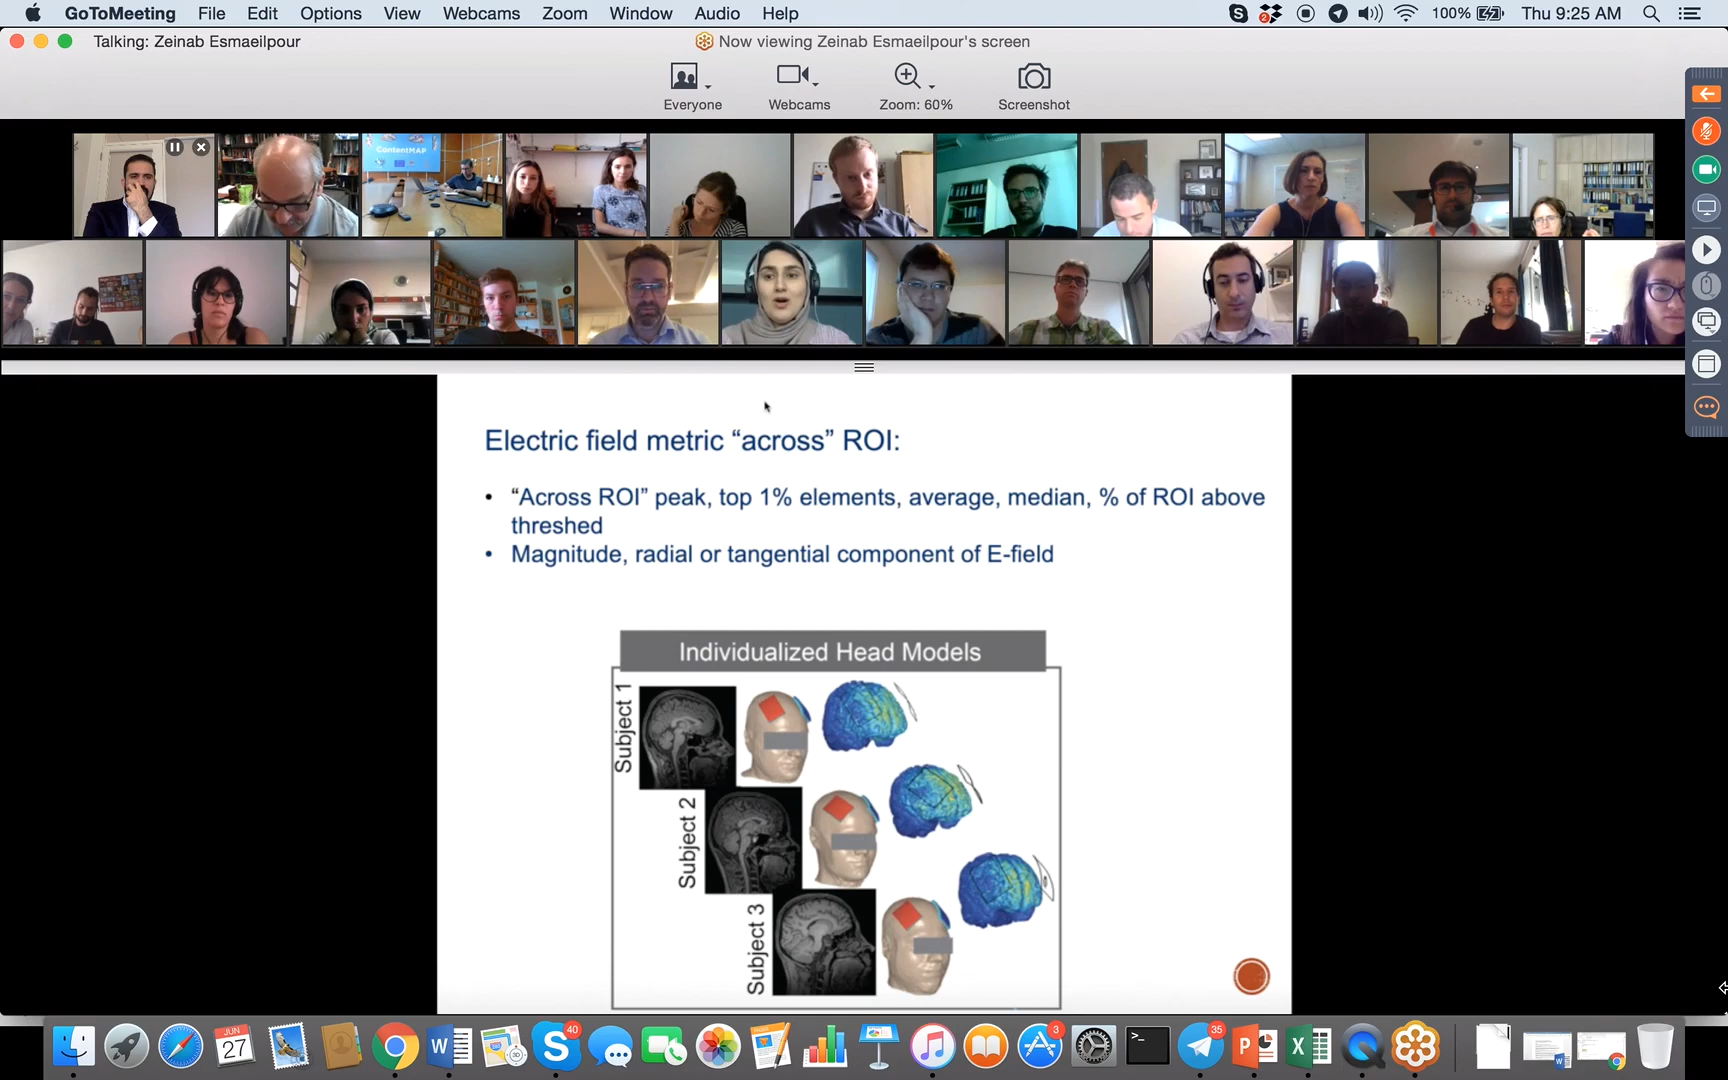 GoToMeeting File Edit Options View Webcams Zoom Window Audio Help 2 100% Thu 9:25 AM
Talking: Zeinab Esmaeilpour
Now viewing Zeinab Esmaeilpour's screen
Everyone Webcams Zoom: 60% Screenshot
ContentMAP
Electric field metric “across” ROI:
• “Across ROI” peak, top 1% elements, average, median, % of ROI above
threshed
• Magnitude, radial or tangential component of E-field
Individualized Head Models
Subject 1
Subject 2
Subject 3
JUN
27
W
3D
40
3
>_
35
P
X
W